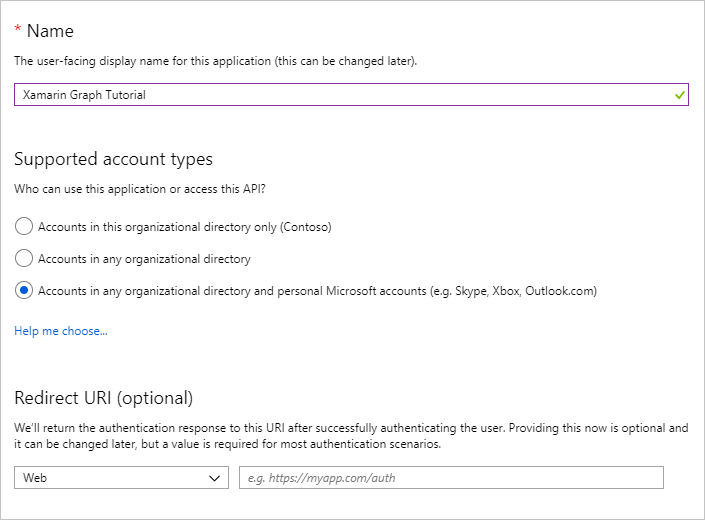 * Name
The user-facing display name for this application (this can be changed later).
Xamarin Graph Tutorial
Supported account types
Who can use this application or access this API?
Accounts in this organizational directory only (Contoso)
Accounts in any organizational directory
Accounts in any organizational directory and personal Microsoft accounts (e.g. Skype, Xbox, Outlook.com)
Help me choose...
Redirect URI (optional)
We'll return the authentication response to this URI after successfully authenticating the user. Providing this now is optional and
it can be changed later, but a value is required for most authentication scenarios.
Web e.g. https://myapp.com/auth